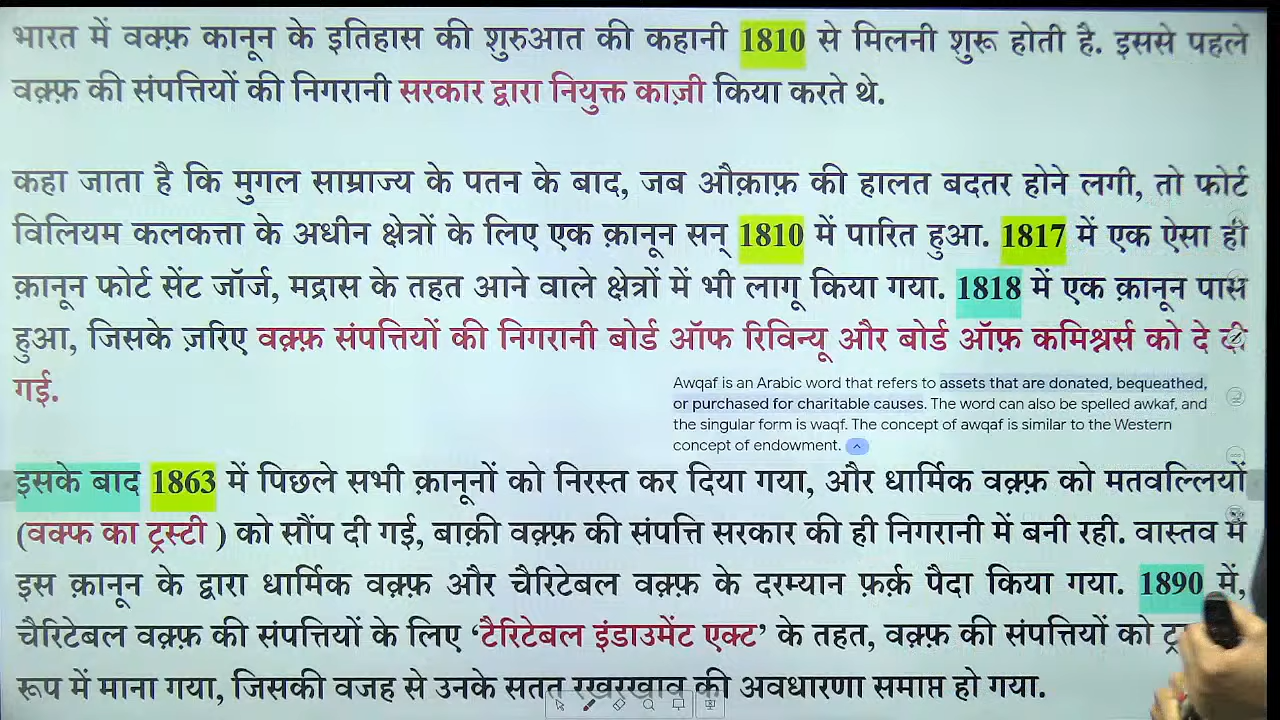 भारत में वक्फ़ कानून के इतिहास की शुरुआत की कहानी 1810 से मिलनी शुरू होती है. इससे पहले
वक़्फ़ की संपत्तियों की निगरानी सरकार द्वारा नियुक्त काज़ी किया करते थे.
कहा जाता है कि मुगल साम्राज्य के पतन के बाद, जब औक़ाफ़ की हालत बदतर होने लगी, तो फोर्ट
विलियम कलकत्ता के अधीन क्षेत्रों के लिए एक क़ानून सन् 1810 में पारित हुआ. 1817 में एक ऐसा ही
क़ानून फोर्ट सेंट जॉर्ज, मद्रास के तहत आने वाले क्षेत्रों में भी लागू किया गया. 1818 में एक क़ानून पास
हुआ, जिसके ज़रिए वक़्फ़ संपत्तियों की निगरानी बोर्ड ऑफ रिविन्यू और बोर्ड ऑफ़ कमिश्नर्स को दे दी
गई.
Awqaf is an Arabic word that refers to assets that are donated, bequeathed,
or purchased for charitable causes. The word can also be spelled awkaf, and
the singular form is waqf. The concept of awqaf is similar to the Western
concept of endowment.
इसके बाद 1863 में पिछले सभी क़ानूनों को निरस्त कर दिया गया, और धार्मिक वक़्फ़ को मतवल्लियों
(वक्फ का ट्रस्टी ) को सौंप दी गई, बाक़ी वक़्फ़ की संपत्ति सरकार की ही निगरानी में बनी रही. वास्तव में
इस क़ानून के द्वारा धार्मिक वक़्फ़ और चैरिटेबल वक़्फ़ के दरम्यान फ़र्क़ पैदा किया गया. 1890 में,
चैरिटेबल वक़्फ़ की संपत्तियों के लिए ‘टैरिटेबल इंडाउमेंट एक्ट’ के तहत, वक़्फ़ की संपत्तियों को
रूप में माना गया, जिसकी वजह से उनके सतत रखरखाव की अवधारणा समाप्त हो गया.